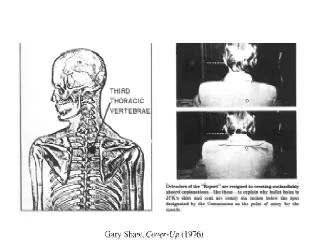 THIRD
THORACIC
VERTEBRAE
Defenders of the "Report" are resigned to creating outlandishly
absurd explanations - like these - to explain why bullet holes in
JFK's shirt and coat are nearly six inches below the spot
designated by the Commission as the point of entry for the
missile.
Gary Shaw, Cover-Up (1976)